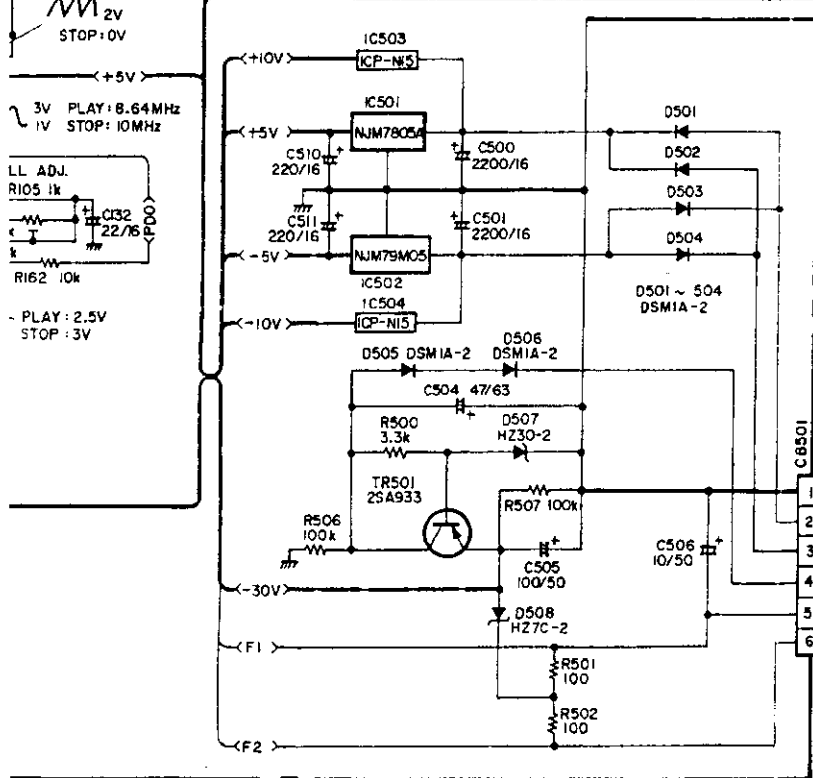 2V
STOP:0V
<+5V>
3V PLAY:8.64MHz
1V STOP:10MHz
LL ADJ.
R105 1k
+
C132
22/16
<PDO>
k
k
R162 10k
~ PLAY:2.5V
STOP:3V
<+10V>
IC503
ICP-N15
<+5V>
IC501
NJM7805A
C510
220/16
+
C500
2200/16
+
C511
220/16
+
C501
2200/16
+
<-5V>
NJM79M05
IC502
<-10V>
IC504
ICP-N15
D501
D502
D503
D504
D501 ~ 504
DSM1A-2
D505 DSM1A-2
D506
DSM1A-2
C504 47/63
+
R500
3.3k
D507
HZ30-2
TR501
2SA933
R507 100k
R506
100k
+
C505
100/50
C506
10/50
+
CB501
1
2
3
4
5
6
<-30V>
D508
HZ7C-2
<F1>
R501
100
R502
100
<F2>